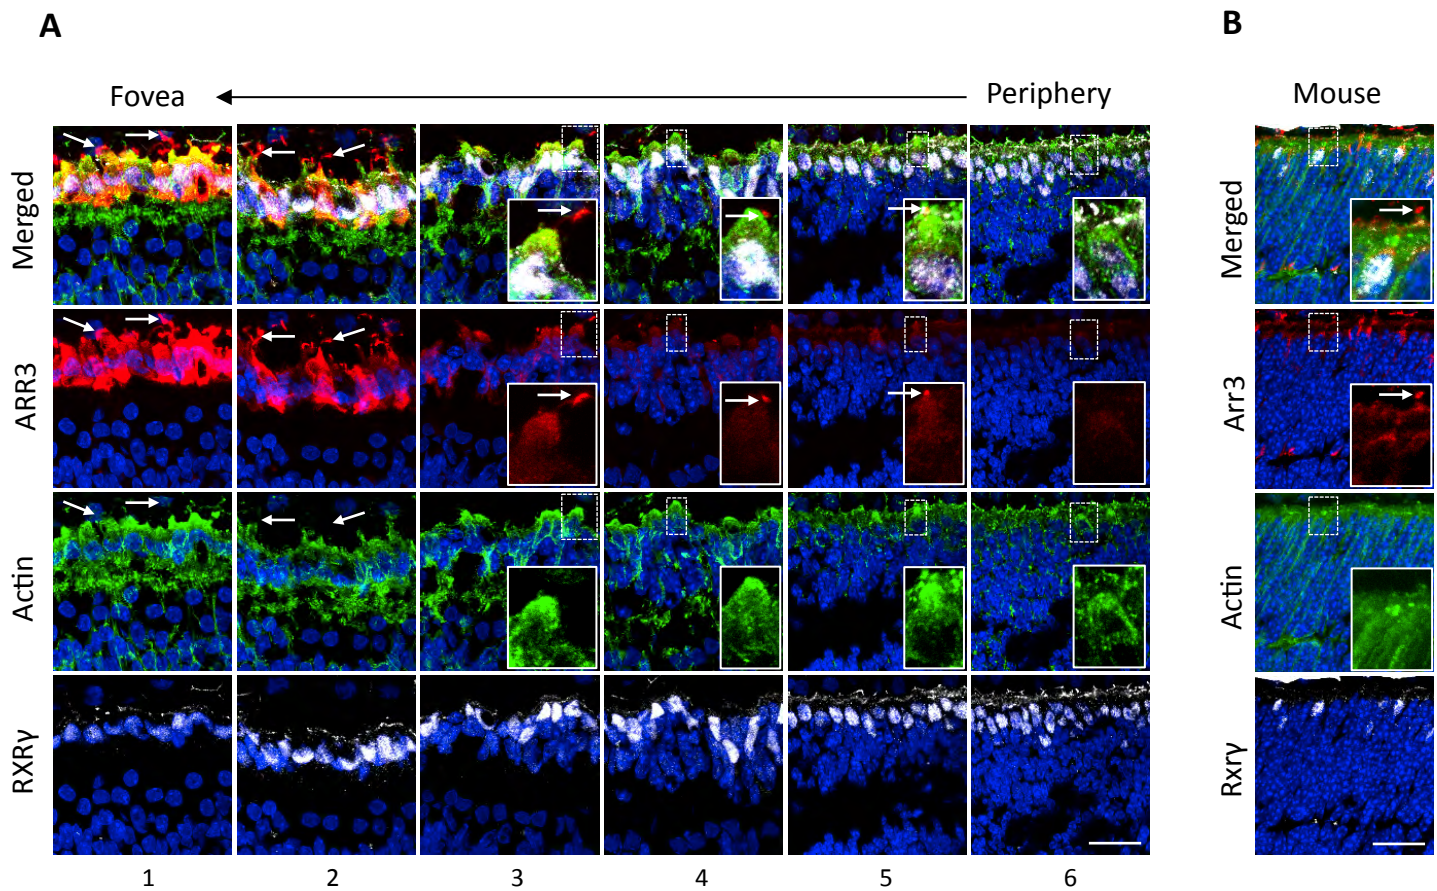 A
B
Fovea
Periphery
Mouse
Merged
Merged
ARR3
Arr3
Actin
Actin
RXRγ
Rxrγ
1
2
3
4
5
6